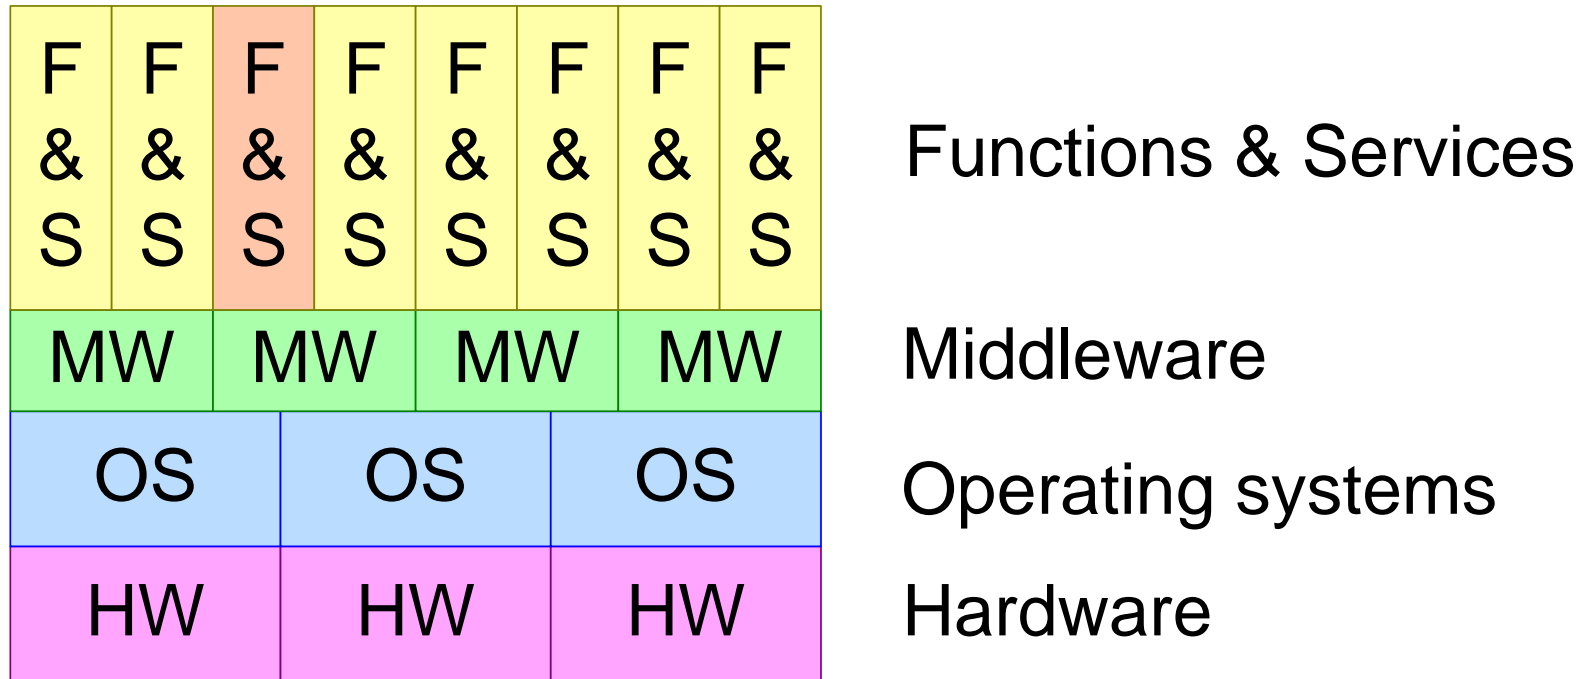 F F F F F F F F
& & & & & & & & Functions & Services
S S S S S S S S
MW MW MW MW Middleware
OS OS OS Operating systems
HW HW HW Hardware